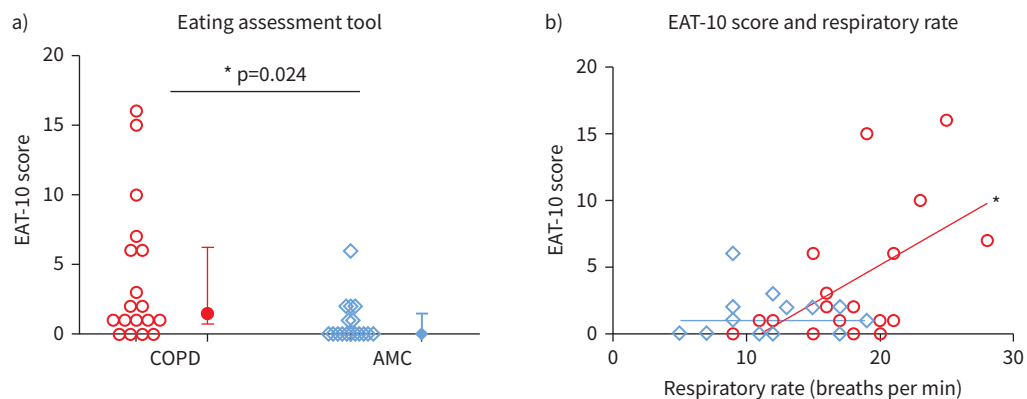 a)
Eating assessment tool
20
15
10
5
0
EAT-10 score
* p=0.024
COPD
AMC
b)
EAT-10 score and respiratory rate
20
15
10
5
0
EAT-10 score
*
0
10
20
30
Respiratory rate (breaths per min)